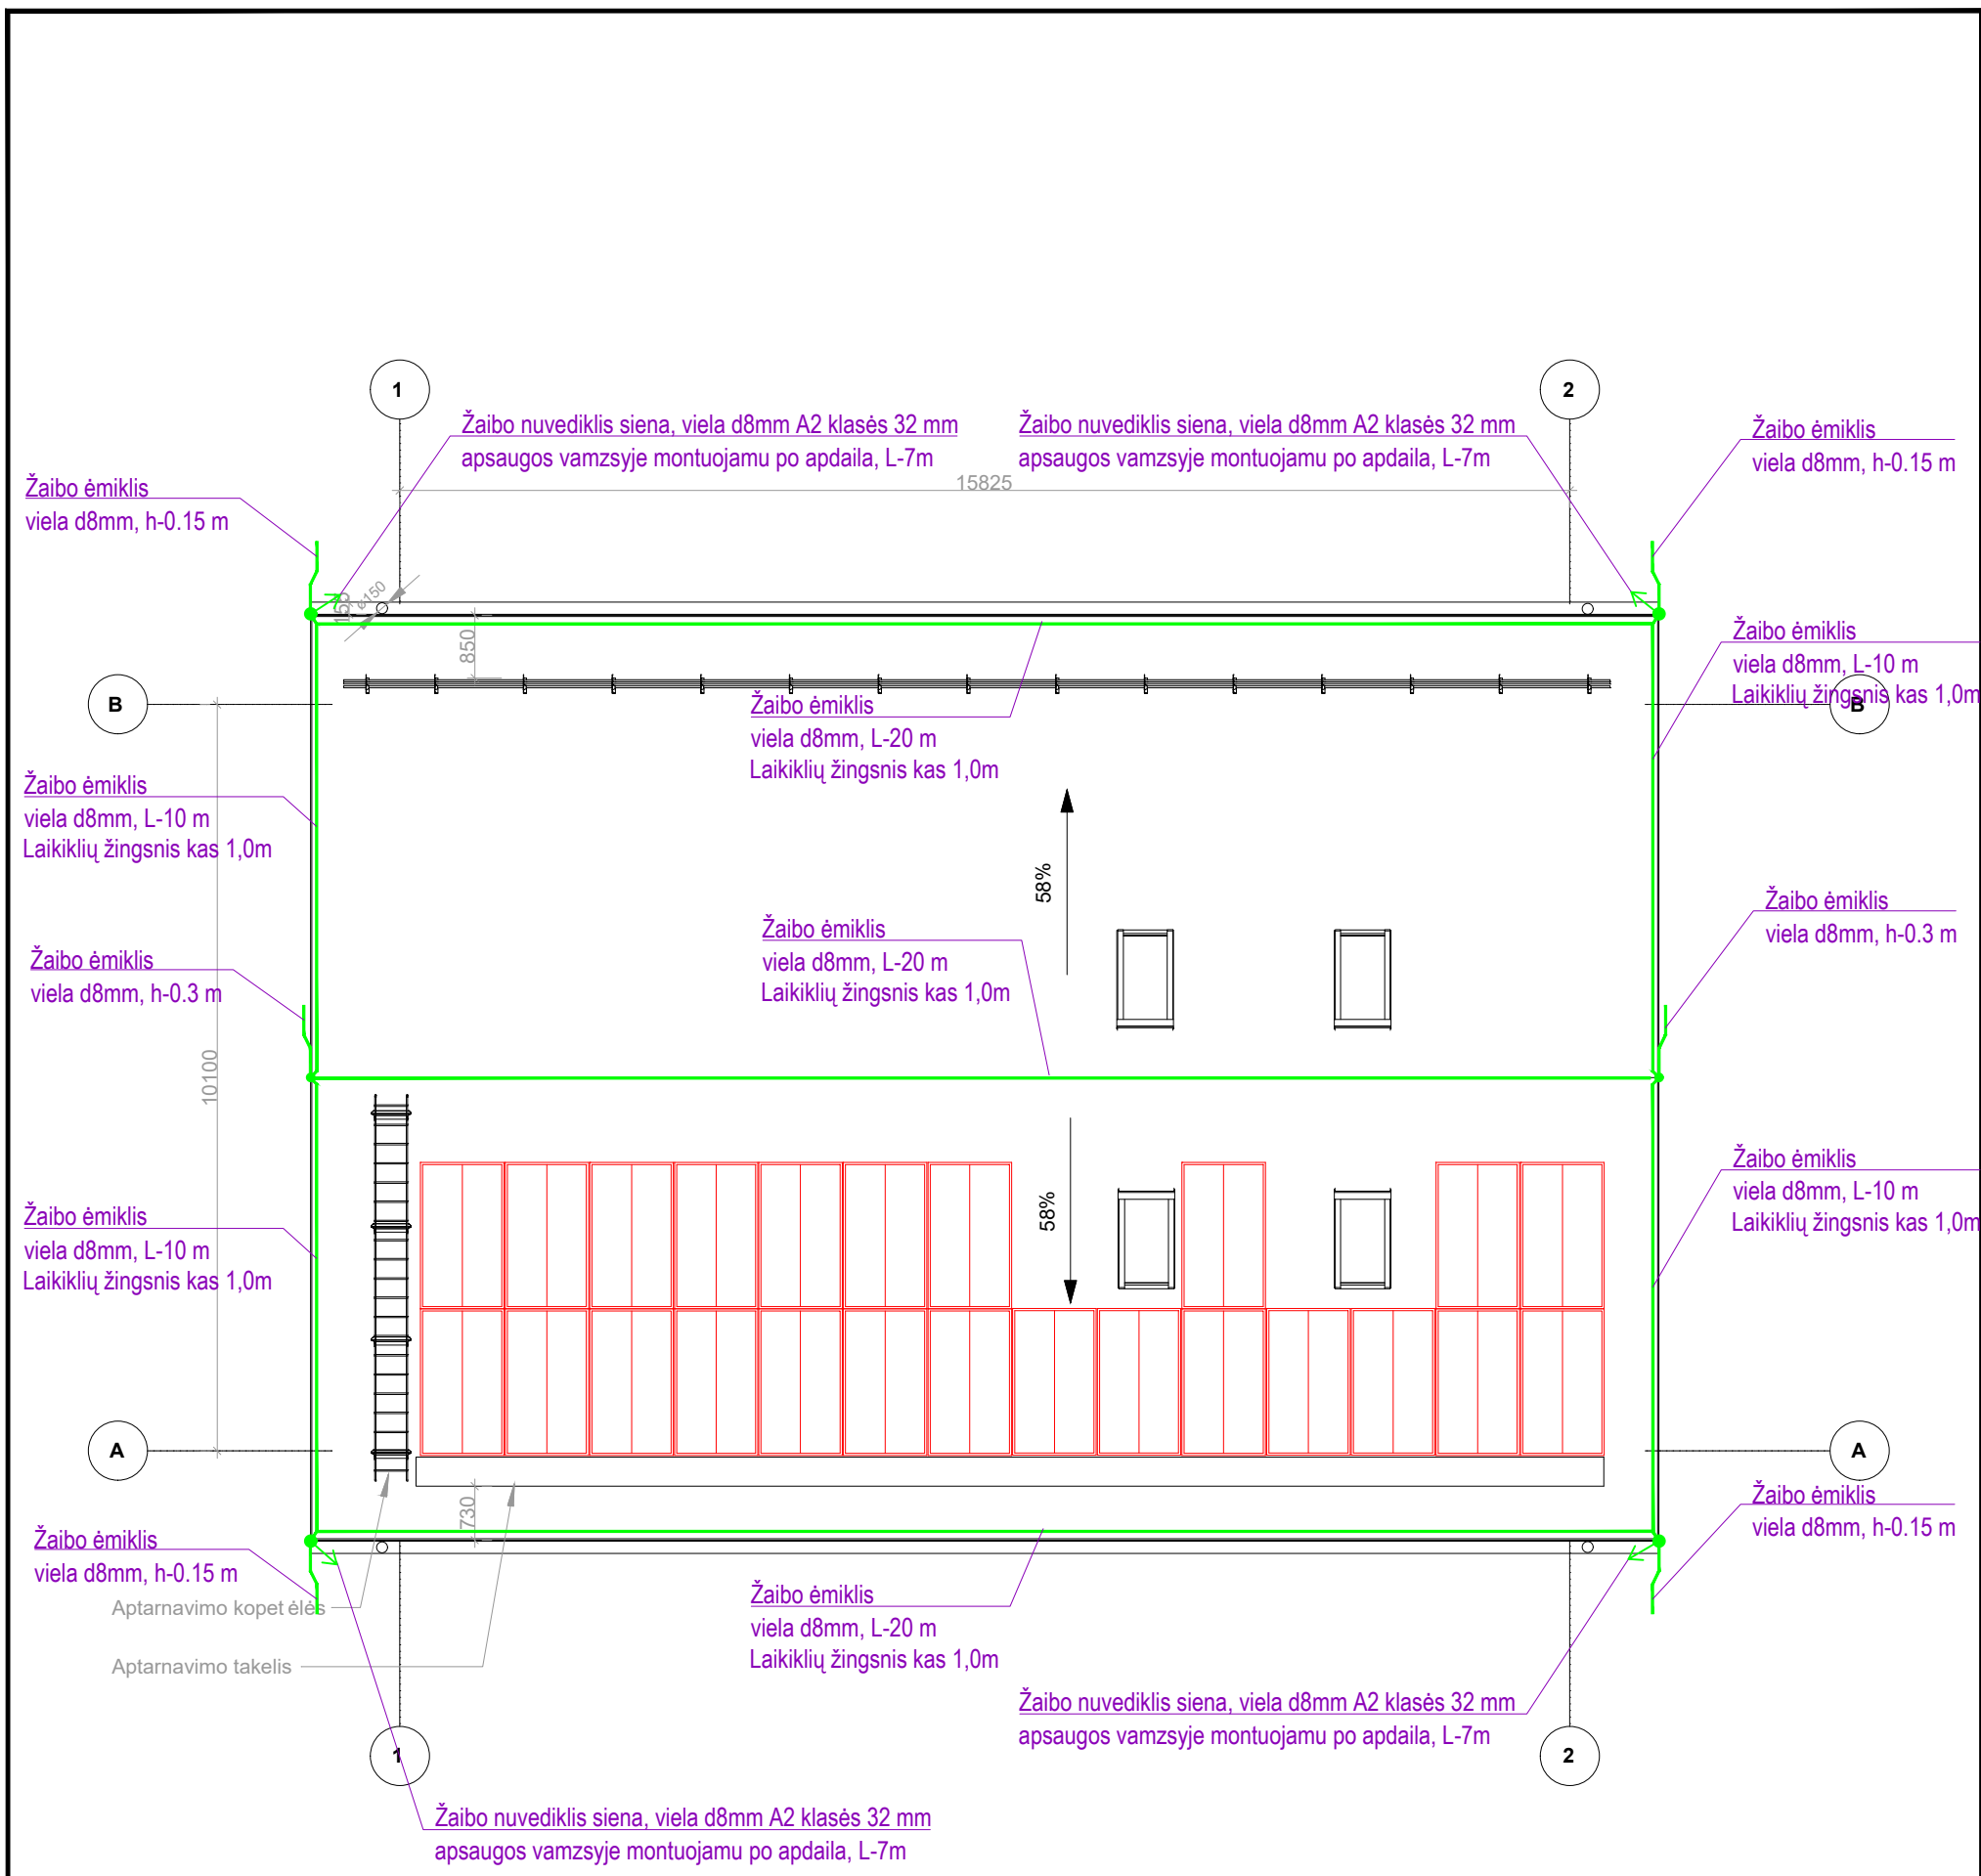 1
2
Žaibo nuvediklis siena, viela d8mm A2 klasės 32 mm
apsaugos vamzsyje montuojamu po apdaila, L-7m
Žaibo nuvediklis siena, viela d8mm A2 klasės 32 mm
apsaugos vamzsyje montuojamu po apdaila, L-7m
Žaibo ėmiklis
viela d8mm, h-0.15 m
15825
Žaibo ėmiklis
viela d8mm, h-0.15 m
ø150
155
850
Žaibo ėmiklis
viela d8mm, L-10 m
Laikiklių žingsnis kas 1,0m
B
B
Žaibo ėmiklis
viela d8mm, L-20 m
Laikiklių žingsnis kas 1,0m
Žaibo ėmiklis
viela d8mm, L-10 m
Laikiklių žingsnis kas 1,0m
58%
Žaibo ėmiklis
viela d8mm, h-0.3 m
Žaibo ėmiklis
viela d8mm, L-20 m
Laikiklių žingsnis kas 1,0m
Žaibo ėmiklis
viela d8mm, h-0.3 m
10100
58%
Žaibo ėmiklis
viela d8mm, L-10 m
Laikiklių žingsnis kas 1,0m
Žaibo ėmiklis
viela d8mm, L-10 m
Laikiklių žingsnis kas 1,0m
A
A
730
Žaibo ėmiklis
viela d8mm, h-0.15 m
Žaibo ėmiklis
viela d8mm, h-0.15 m
Aptarnavimo kopetėlės
Žaibo ėmiklis
viela d8mm, L-20 m
Laikiklių žingsnis kas 1,0m
Aptarnavimo takelis
Žaibo nuvediklis siena, viela d8mm A2 klasės 32 mm
apsaugos vamzsyje montuojamu po apdaila, L-7m
1
2
Žaibo nuvediklis siena, viela d8mm A2 klasės 32 mm
apsaugos vamzsyje montuojamu po apdaila, L-7m